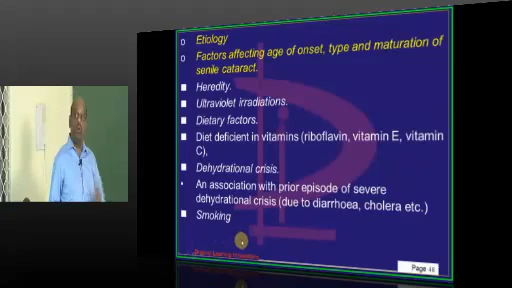 Etiology
Factors affecting age of onset, type and maturation of
senile cataract.
Heredity.
Ultraviolet irradiations.
Dietary factors.
Diet deficient in vitamins (riboflavin, vitamin E, vitamin
C),
Dehydrational crisis.
An association with prior episode of severe
dehydrational crisis (due to diarrhoea, cholera etc.)
Smoking
Page 48